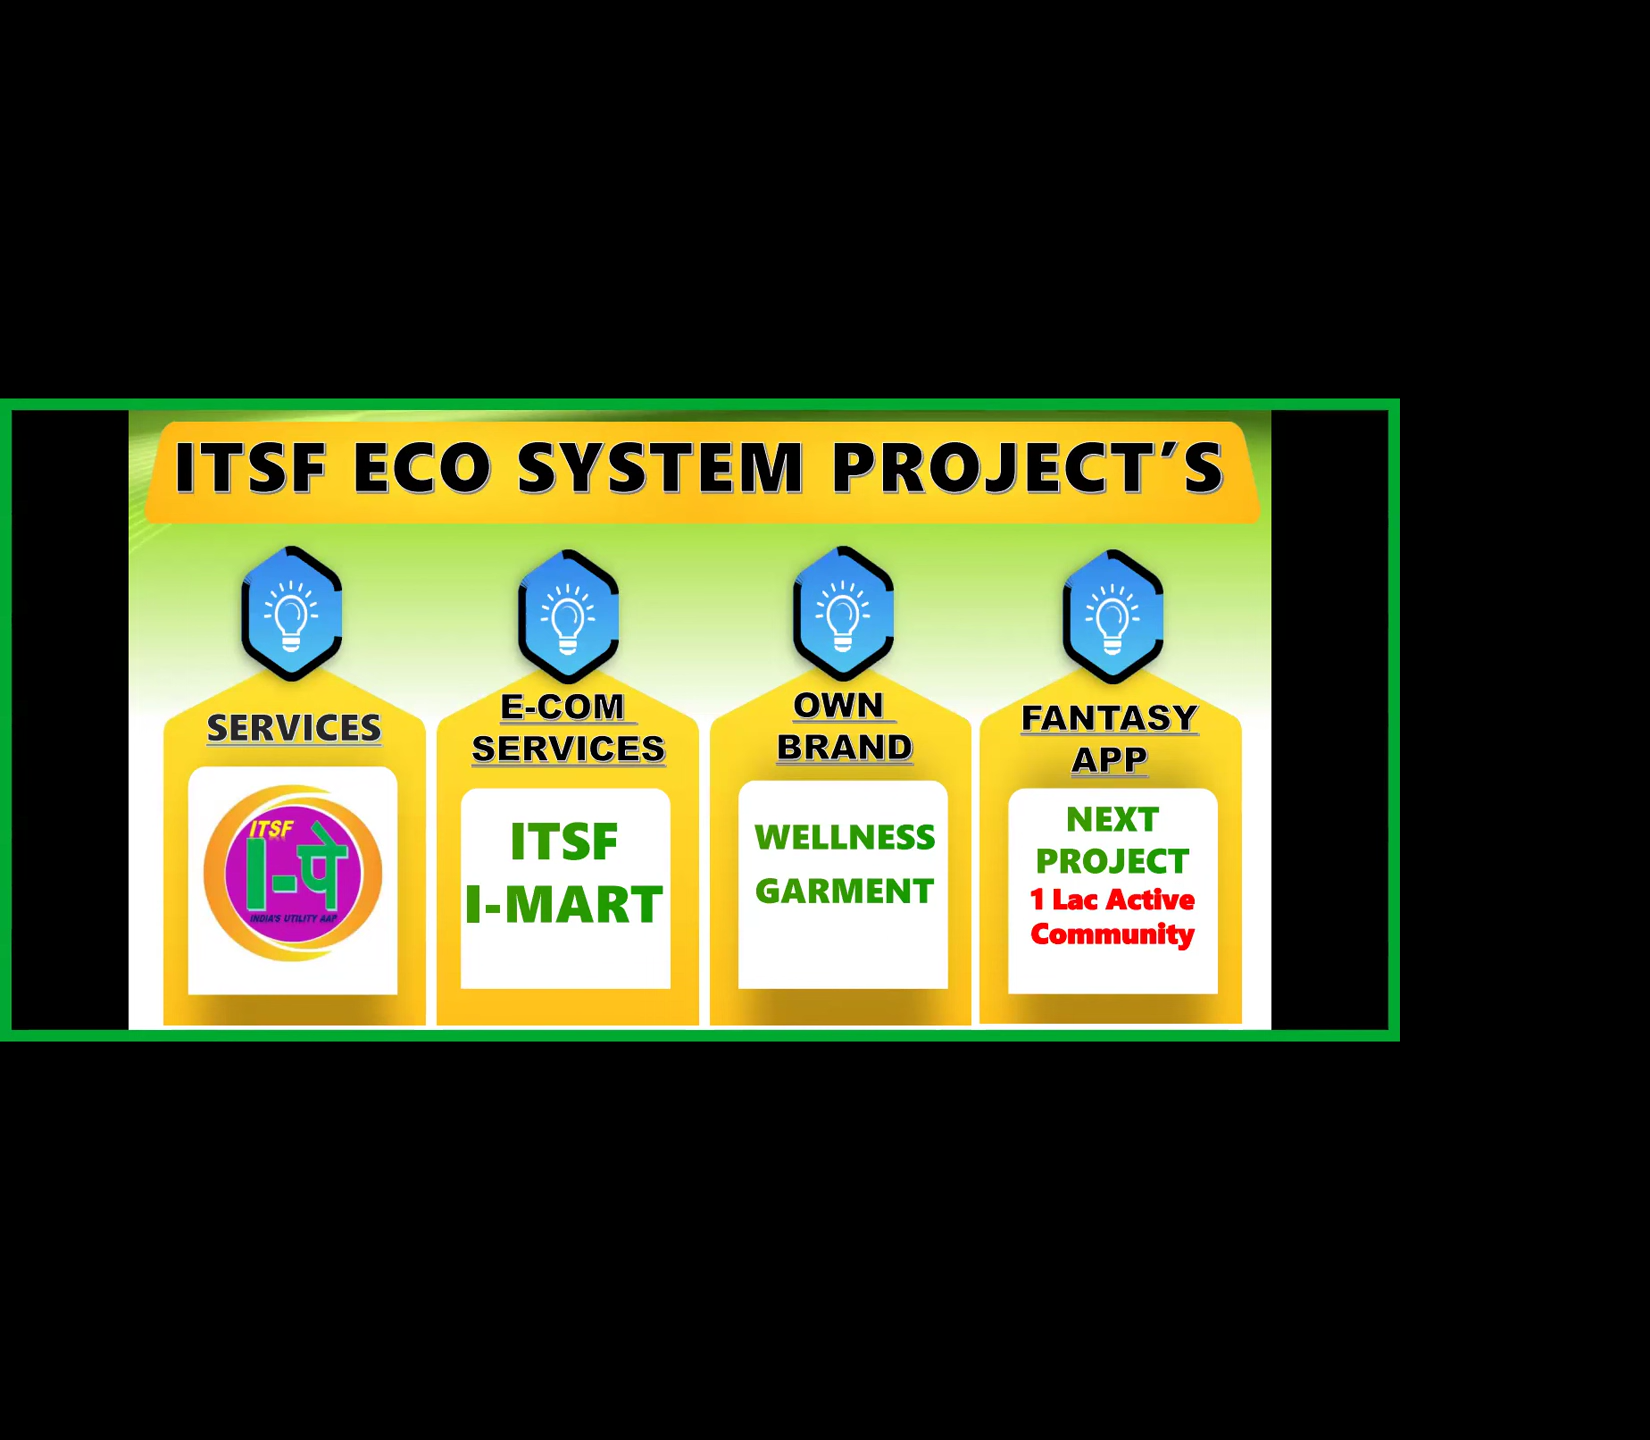 ITSF ECO SYSTEM PROJECT'S
SERVICES
ITSF
I-पे
INDIA'S UTILITY AAP
E-COM
SERVICES
ITSF
I-MART
OWN
BRAND
WELLNESS
GARMENT
FANTASY
APP
NEXT
PROJECT
1 Lac Active
Community